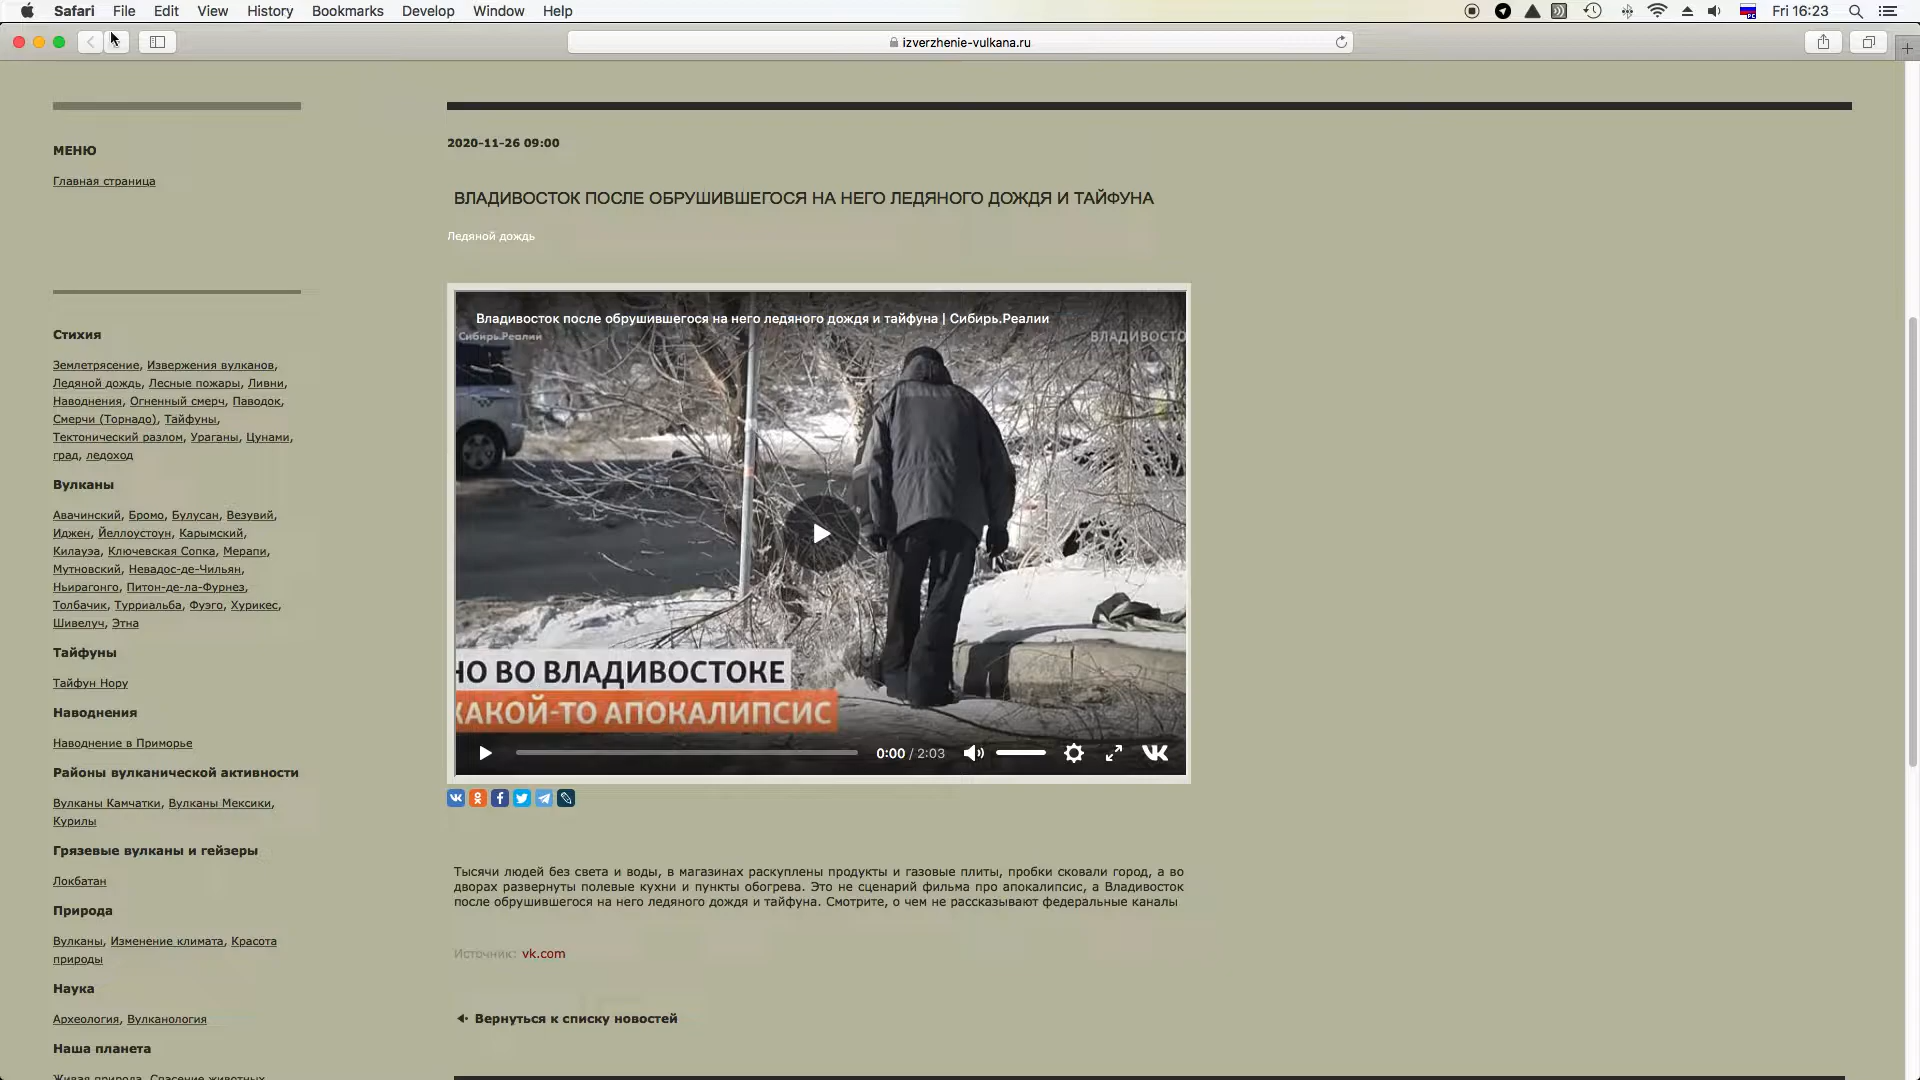 Safari File Edit View History Bookmarks Develop Window Help
Fri 16:23
izverzhenie-vulkana.ru
МЕНЮ
Главная страница
Стихия
Землетрясение, Извержения вулканов,
Ледяной дождь, Лесные пожары, Ливни,
Наводнения, Огненный смерч, Паводок,
Смерчи (Торнадо), Тайфуны,
Тектонический разлом, Ураганы, Цунами,
град, ледоход
Вулканы
Авачинский, Бромо, Булусан, Везувий,
Иджен, Йеллоустоун, Карымский,
Килауэа, Ключевская Сопка, Мерапи,
Мутновский, Невадос-де-Чильян,
Ньирагонго, Питон-де-ла-Фурнез,
Толбачик, Турриальба, Фуэго, Хурикес,
Шивелуч, Этна
Тайфуны
Тайфун Нору
Наводнения
Наводнение в Приморье
Районы вулканической активности
Вулканы Камчатки, Вулканы Мексики,
Курилы
Грязевые вулканы и гейзеры
Локбатан
Природа
Вулканы, Изменение климата, Красота
природы
Наука
Археология, Вулканология
Наша планета
Живая природа, Спасение животных
2020-11-26 09:00
ВЛАДИВОСТОК ПОСЛЕ ОБРУШИВШЕГОСЯ НА НЕГО ЛЕДЯНОГО ДОЖДЯ И ТАЙФУНА
Ледяной дождь
Владивосток после обрушившегося на него ледяного дождя и тайфуна | Сибирь.Реалии
Сибирь.Реалии
ВЛАДИВОСТО
НО ВО ВЛАДИВОСТОКЕ
КАКОЙ-ТО АПОКАЛИПСИС
0:00 / 2:03
Тысячи людей без света и воды, в магазинах раскуплены продукты и газовые плиты, пробки сковали город, а во
дворах развернуты полевые кухни и пункты обогрева. Это не сценарий фильма про апокалипсис, а Владивосток
после обрушившегося на него ледяного дождя и тайфуна. Смотрите, о чем не рассказывают федеральные каналы
Источник: vk.com
Вернуться к списку новостей